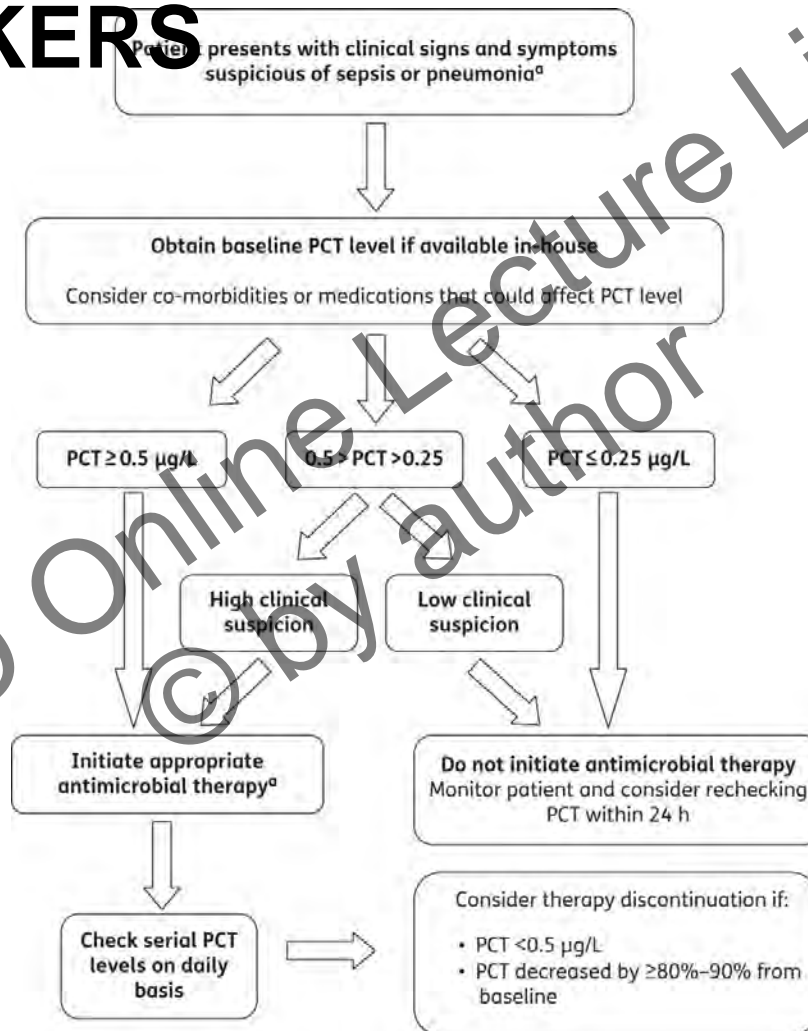 KERS
Patient presents with clinical signs and symptoms
suspicious of sepsis or pneumoniaᵃ
Obtain baseline PCT level if available in-house
Consider co-morbidities or medications that could affect PCT level
PCT ≥ 0.5 µg/L
0.5 > PCT > 0.25
PCT ≤ 0.25 µg/L
High clinical
suspicion
Low clinical
suspicion
Initiate appropriate
antimicrobial therapyᵃ
Do not initiate antimicrobial therapy
Monitor patient and consider rechecking
PCT within 24 h
Check serial PCT
levels on daily
basis
Consider therapy discontinuation if:
• PCT <0.5 µg/L
• PCT decreased by ≥80%–90% from
baseline
Online Lecture Li
© by author